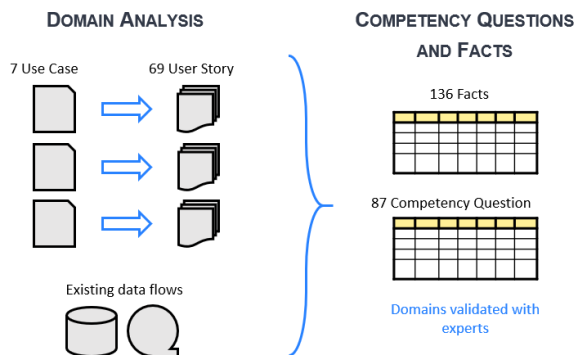 DOMAIN ANALYSIS
7 Use Case
69 User Story
Existing data flows
COMPETENCY QUESTIONS
AND FACTS
136 Facts
87 Competency Question
Domains validated with
experts